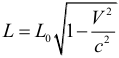 L = L₀√(1 − V²/c²)